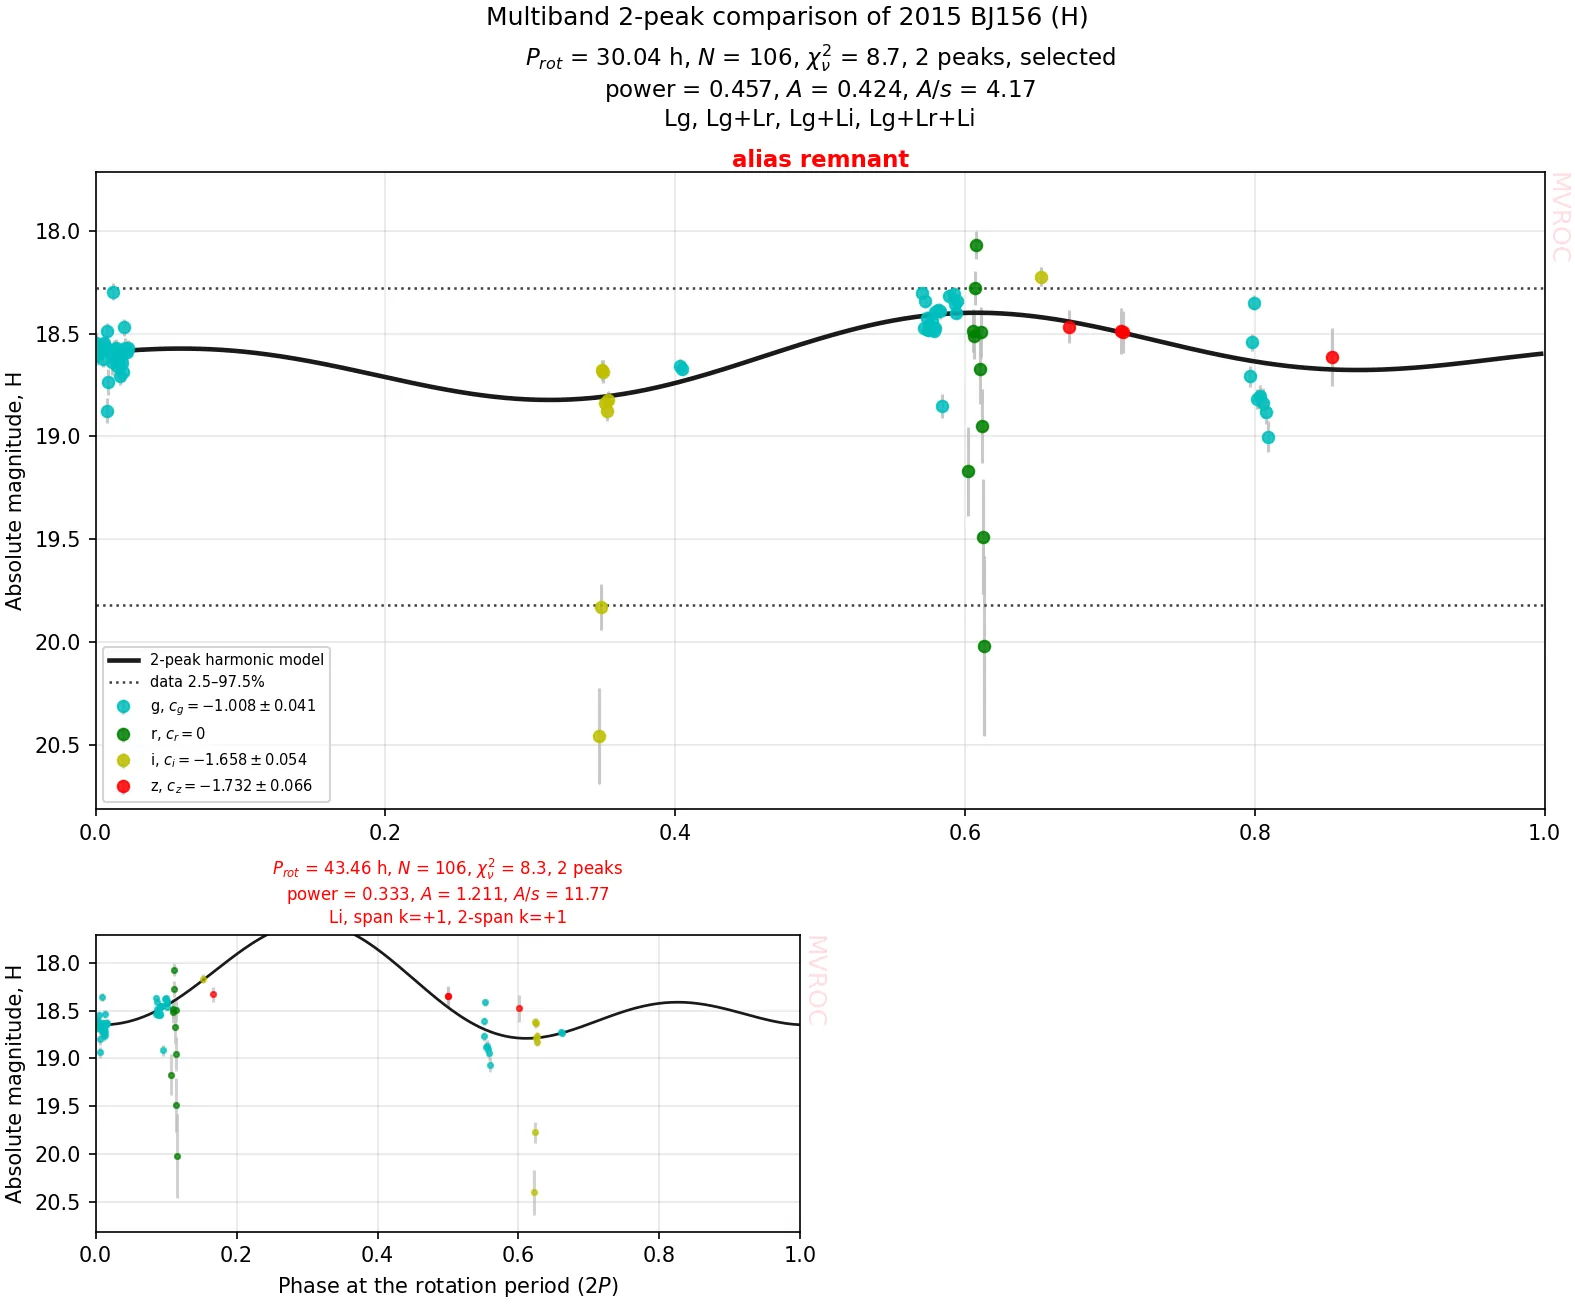 Multiband 2-peak comparison of 2015 BJ156 (H)
P_rot = 30.04 h, N = 106, χ²_ν = 8.7, 2 peaks, selected
power = 0.457, A = 0.424, A/s = 4.17
Lg, Lg+Lr, Lg+Li, Lg+Lr+Li
alias remnant
MVROC
Absolute magnitude, H
18.0
18.5
19.0
19.5
20.0
20.5
2-peak harmonic model
data 2.5–97.5%
g, c_g = −1.008 ± 0.041
r, c_r = 0
i, c_i = −1.658 ± 0.054
z, c_z = −1.732 ± 0.066
0.0 0.2 0.4 0.6 0.8 1.0
P_rot = 43.46 h, N = 106, χ²_ν = 8.3, 2 peaks
power = 0.333, A = 1.211, A/s = 11.77
Li, span k=+1, 2-span k=+1
MVROC
Absolute magnitude, H
18.0
18.5
19.0
19.5
20.0
20.5
0.0 0.2 0.4 0.6 0.8 1.0
Phase at the rotation period (2P)